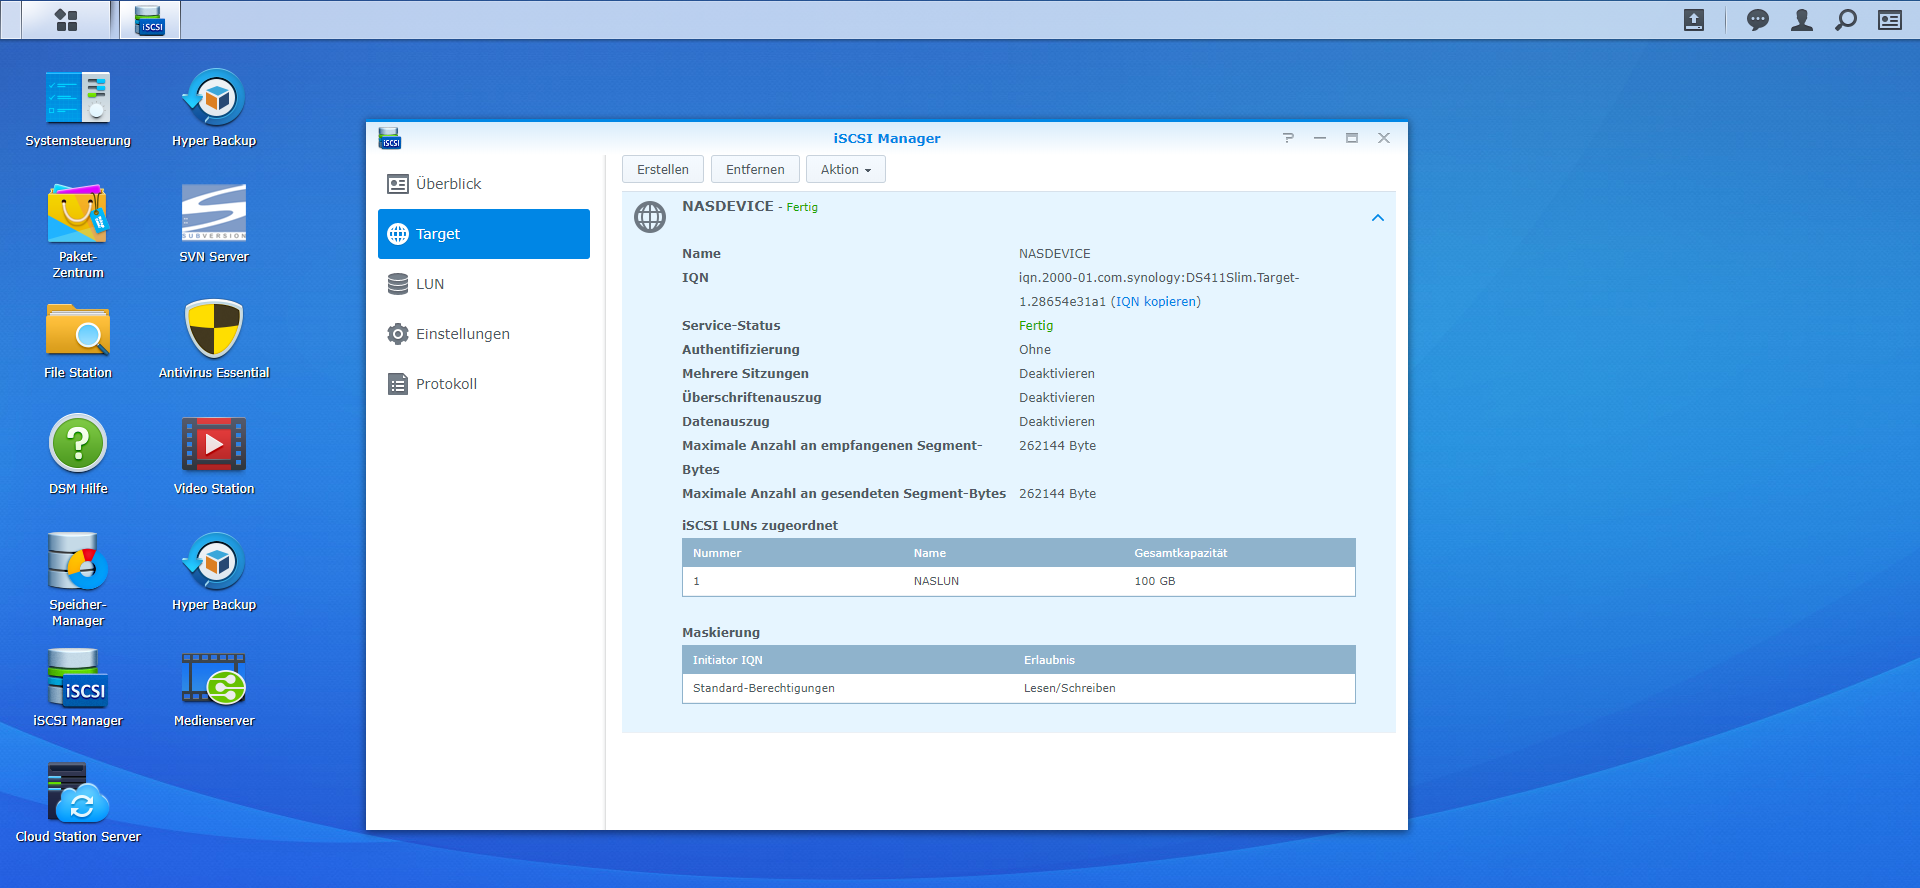 iSCSI
Systemsteuerung
Hyper Backup
Paket-
Zentrum
SUBVERSION
SVN Server
File Station
Antivirus Essential
?
DSM Hilfe
Video Station
Speicher-
Manager
Hyper Backup
iSCSI
iSCSI Manager
Medienserver
Cloud Station Server
iSCSI
iSCSI Manager
?
Überblick
Target
LUN
Einstellungen
Protokoll
Erstellen
Entfernen
Aktion
NASDEVICE - Fertig
Name NASDEVICE
IQN iqn.2000-01.com.synology:DS411Slim.Target-
1.28654e31a1 (IQN kopieren)
Service-Status Fertig
Authentifizierung Ohne
Mehrere Sitzungen Deaktivieren
Überschriftenauszug Deaktivieren
Datenauszug Deaktivieren
Maximale Anzahl an empfangenen Segment- 262144 Byte
Bytes
Maximale Anzahl an gesendeten Segment-Bytes 262144 Byte
iSCSI LUNs zugeordnet
Nummer Name Gesamtkapazität
1 NASLUN 100 GB
Maskierung
Initiator IQN Erlaubnis
Standard-Berechtigungen Lesen/Schreiben